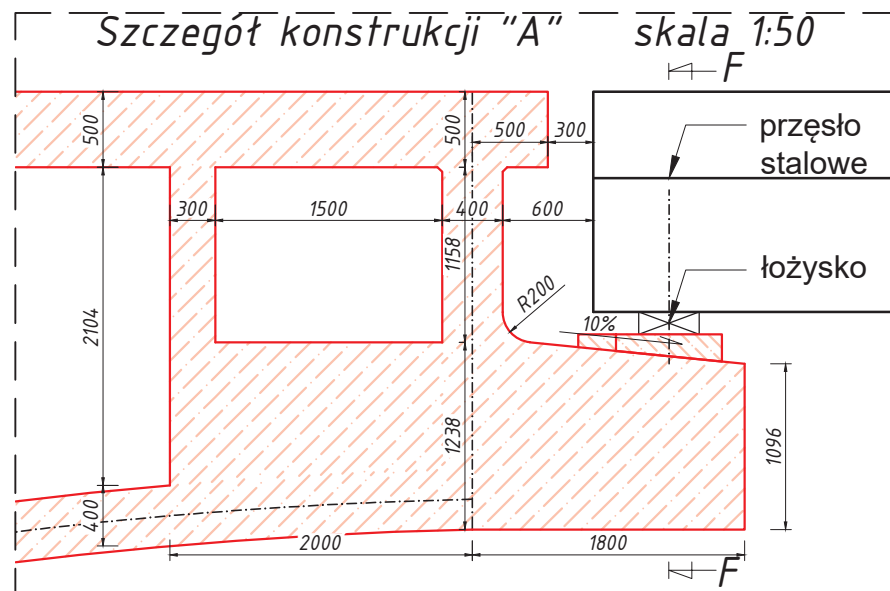 Szczegół konstrukcji "A" skala 1:50
F
500
500
500
300
przęsło
stalowe
300
1500
400
600
1158
łożysko
R200
10%
2104
1238
1096
400
2000
1800
F